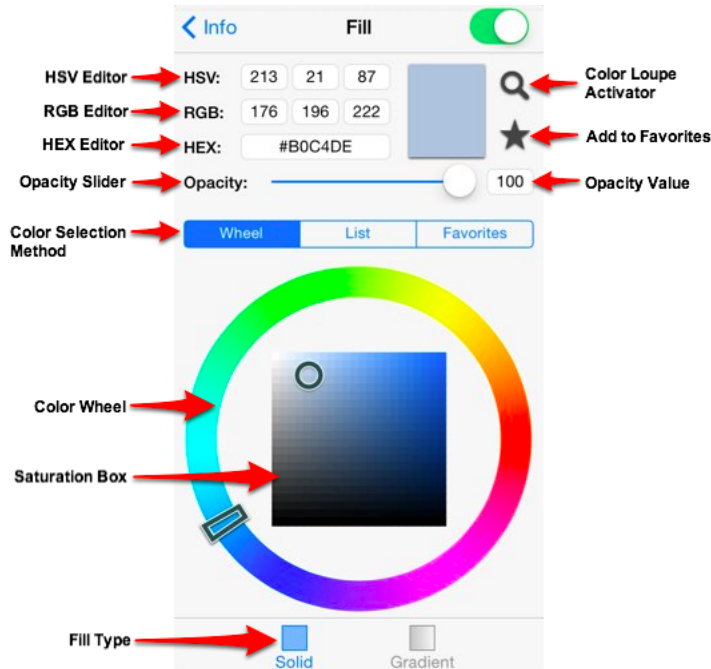 Info
Fill
HSV Editor
HSV: 213 21 87
Color Loupe
Activator
RGB Editor
RGB: 176 196 222
HEX Editor
HEX: #B0C4DE
Add to Favorites
Opacity Slider
Opacity: 100
Opacity Value
Color Selection
Method
Wheel List Favorites
Color Wheel
Saturation Box
Fill Type
Solid
Gradient